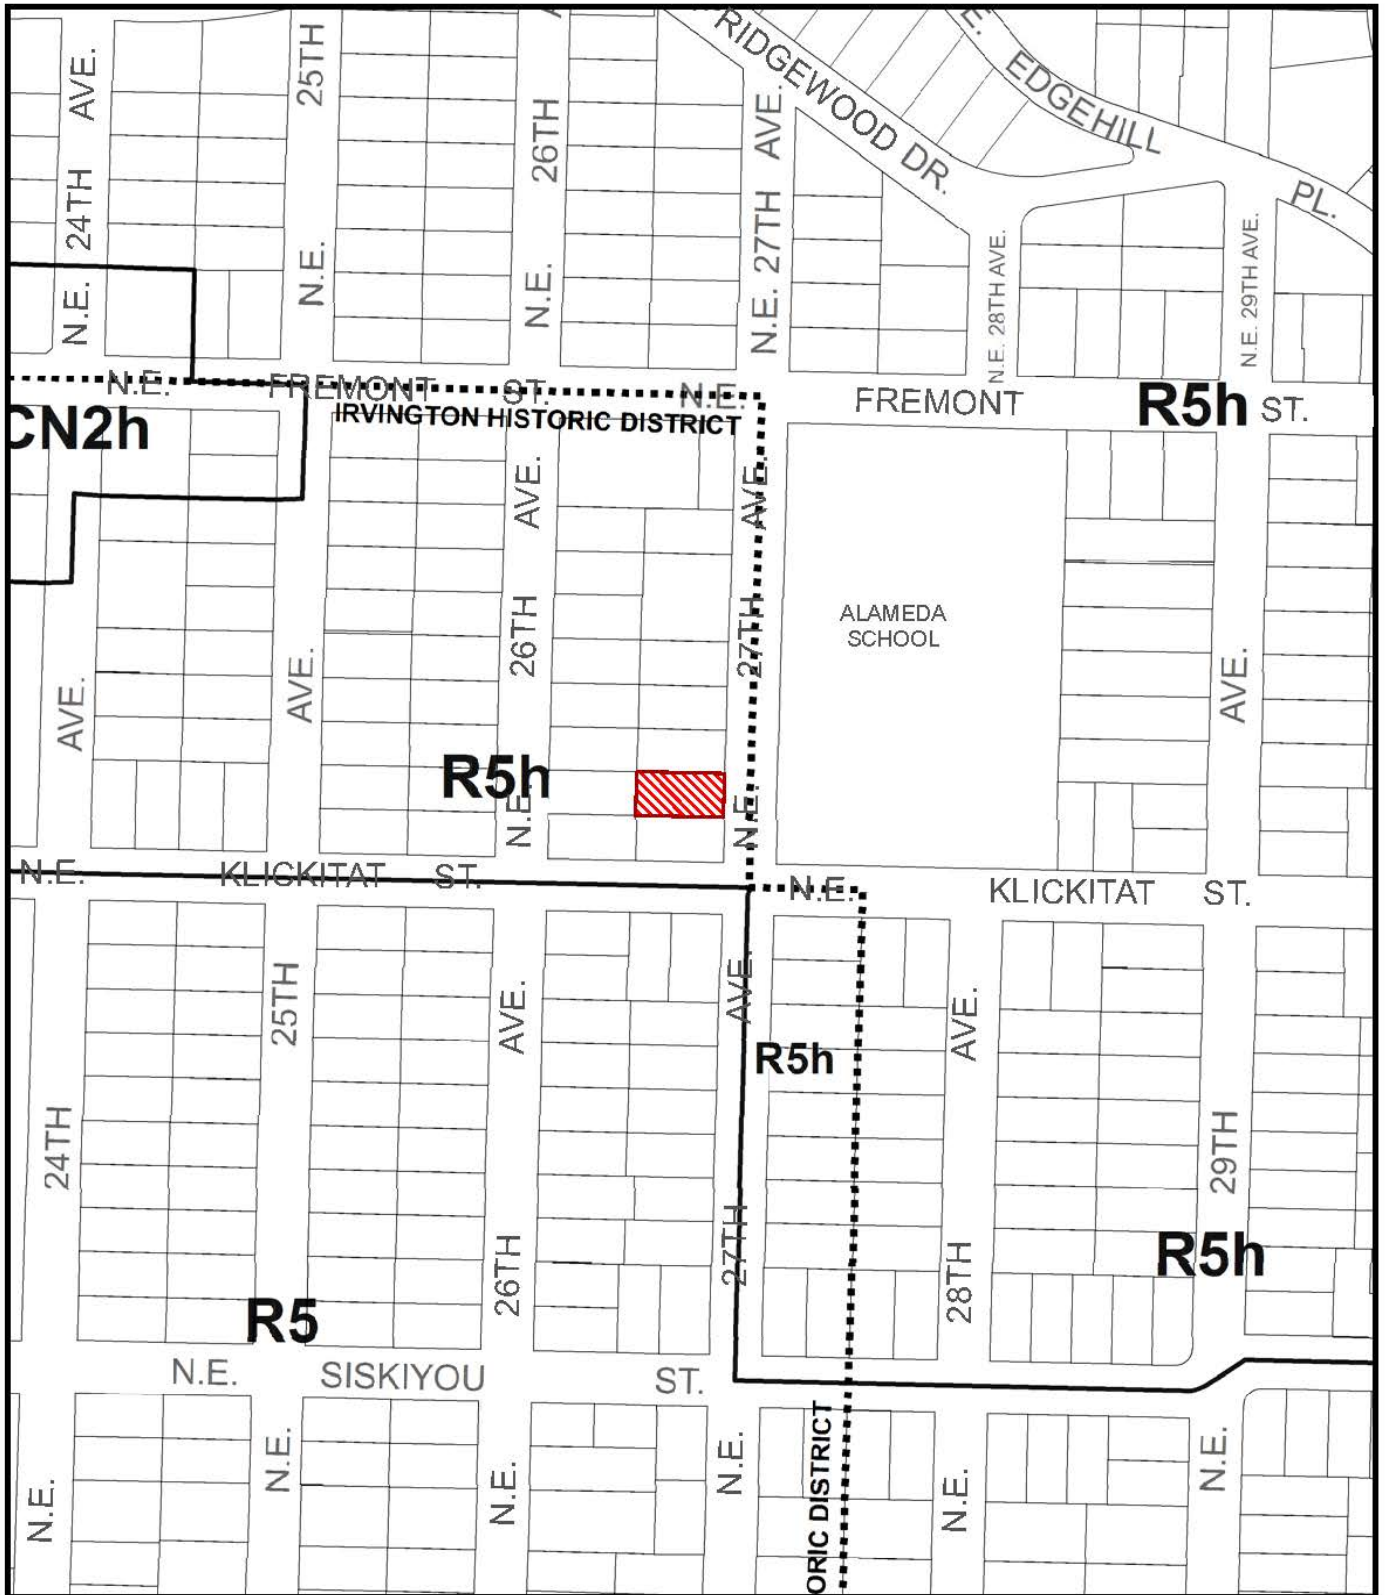 RIDGEWOOD DR.
N.E.
EDGEHILL
PL.
N.E. 24TH AVE.
N.E. 25TH
N.E. 26TH
N.E. 27TH AVE.
N.E. 28TH AVE.
N.E. 29TH AVE.
N.E. FREMONT ST. N.E. FREMONT ST.
R5h
CN2h
IRVINGTON HISTORIC DISTRICT
AVE.
AVE.
26TH AVE.
N.E.
27TH AVE.
N.E.
AVE.
ALAMEDA
SCHOOL
R5h
N.E. KLICKITAT ST. N.E. KLICKITAT ST.
24TH
25TH
26TH AVE.
27TH AVE.
28TH AVE.
29TH
R5h
R5h
R5
N.E. SISKIYOU ST.
N.E.
N.E.
N.E.
N.E.
N.E.
N.E.
ORIC DISTRICT